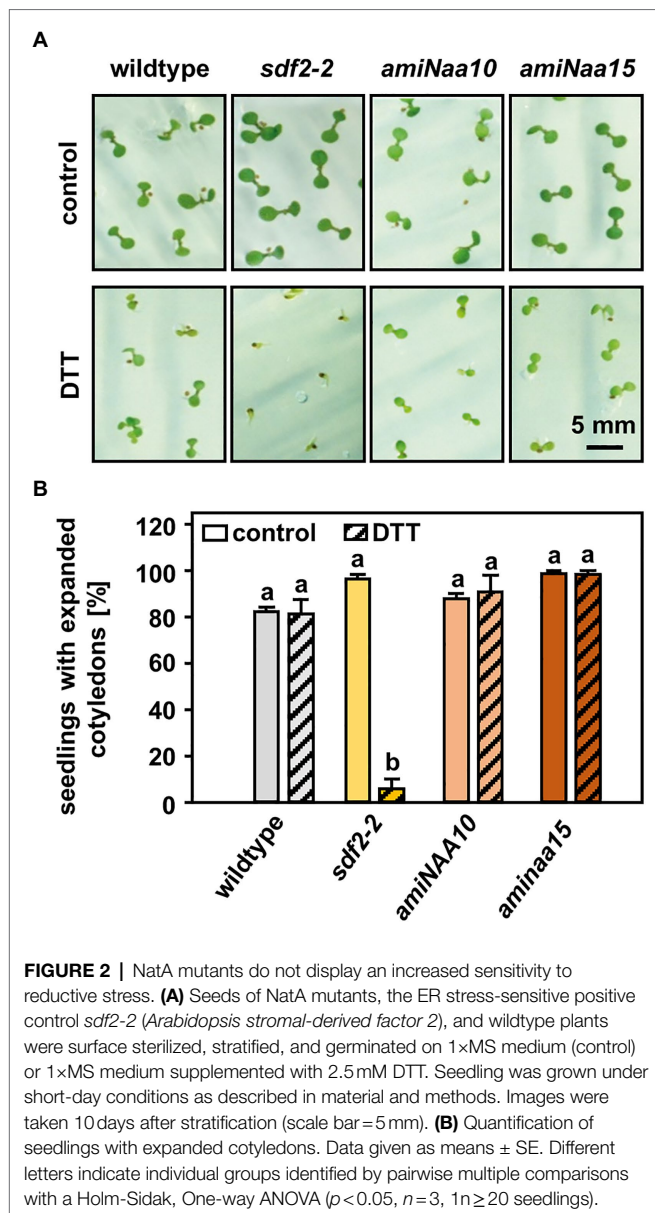 A
wildtype sdf2-2 amiNaa10 amiNaa15
control
DTT
5 mm
B
seedlings with expanded
cotyledons [%]
120
100
80
60
40
20
0
control DTT
a a a b a a a a
wildtype sdf2-2 amiNAA10 aminaa15
FIGURE 2 | NatA mutants do not display an increased sensitivity to
reductive stress. (A) Seeds of NatA mutants, the ER stress-sensitive positive
control sdf2-2 (Arabidopsis stromal-derived factor 2), and wildtype plants
were surface sterilized, stratified, and germinated on 1×MS medium (control)
or 1×MS medium supplemented with 2.5mM DTT. Seedling was grown under
short-day conditions as described in material and methods. Images were
taken 10days after stratification (scale bar=5mm). (B) Quantification of
seedlings with expanded cotyledons. Data given as means ± SE. Different
letters indicate individual groups identified by pairwise multiple comparisons
with a Holm-Sidak, One-way ANOVA (p<0.05, n=3, 1n≥20 seedlings).